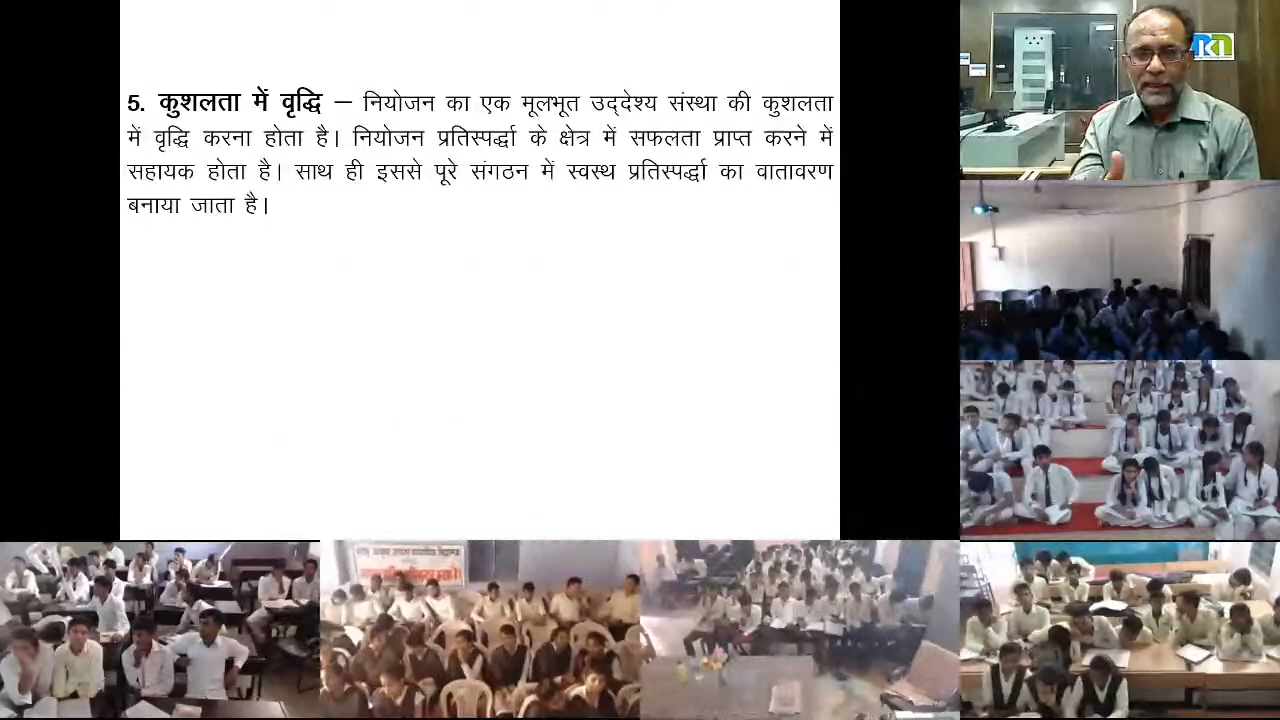 5. कुशलता में वृद्धि – नियोजन का एक मूलभूत उद्देश्य संस्था की कुशलता
में वृद्धि करना होता है। नियोजन प्रतिस्पर्द्धा के क्षेत्र में सफलता प्राप्त करने में
सहायक होता है। साथ ही इससे पूरे संगठन में स्वस्थ प्रतिस्पर्द्धा का वातावरण
बनाया जाता है।